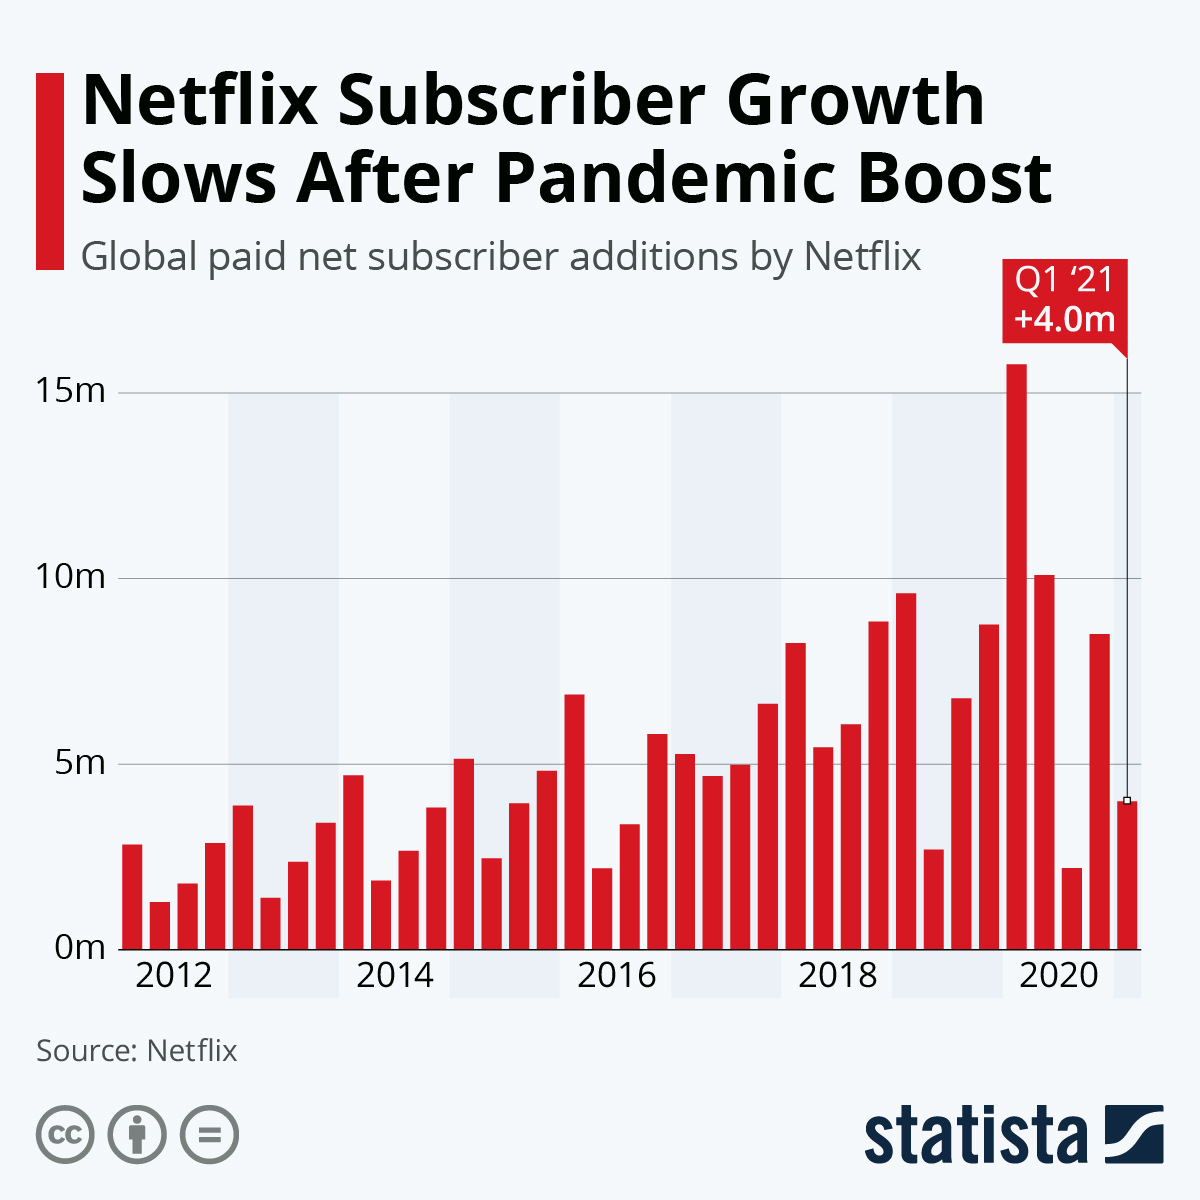 Netflix Subscriber Growth
Slows After Pandemic Boost
Global paid net subscriber additions by Netflix
Q1 ‘21
+4.0m
15m
10m
5m
0m
2012 2014 2016 2018 2020
Source: Netflix
cc =
statista